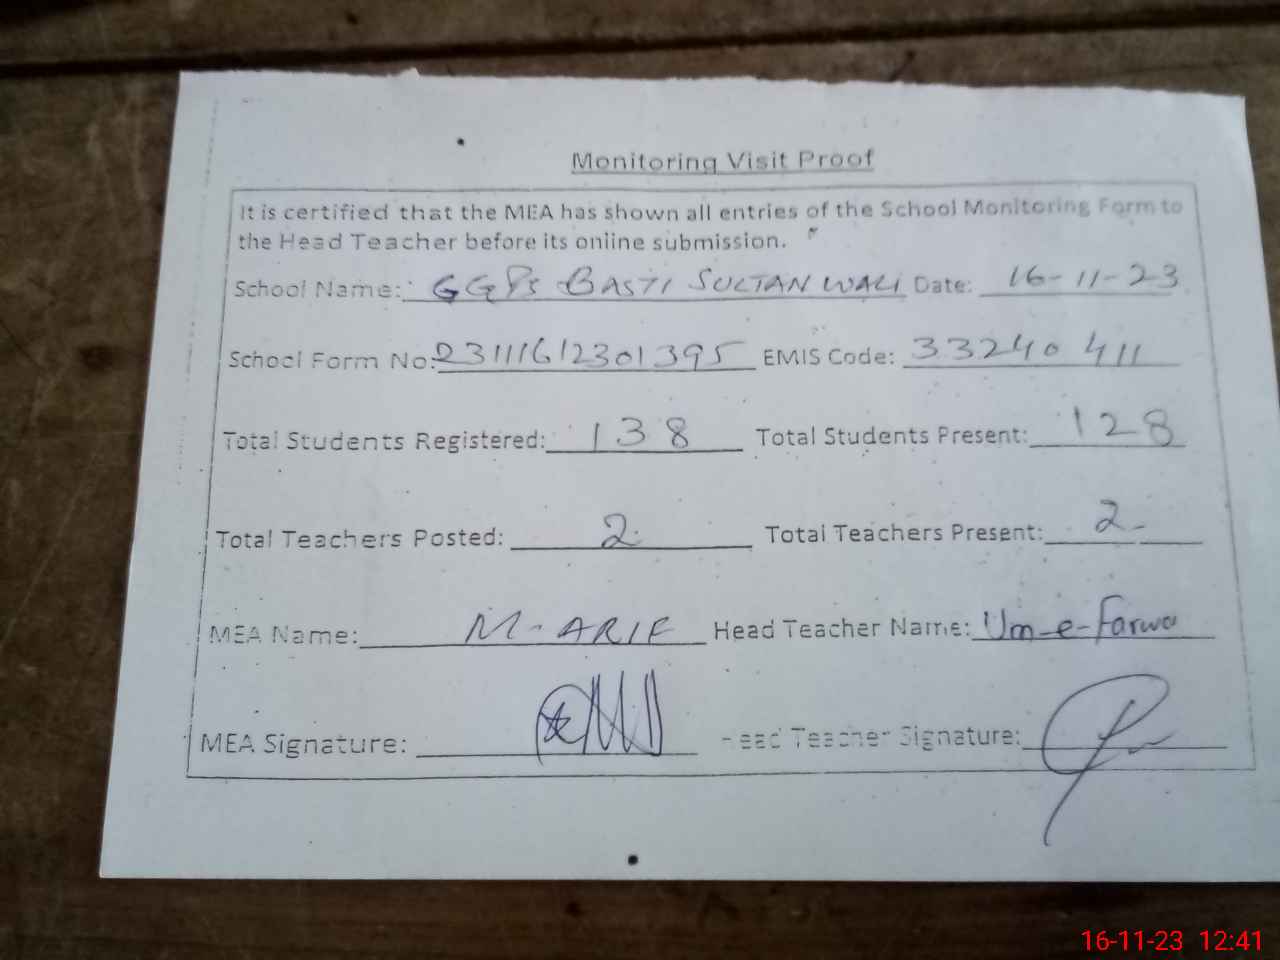 Monitoring Visit Proof
It is certified that the MEA has shown all entries of the School Monitoring Form to
the Head Teacher before its online submission.
School Name: GGPS BASTI SULTAN WALI Date: 16-11-23
School Form No: 23111612301395 EMIS Code: 33240411
Total Students Registered: 138 Total Students Present: 128
Total Teachers Posted: 2 Total Teachers Present: 2
MEA Name: M-ARIF Head Teacher Name: Um-e-Farwa
MEA Signature: Head Teacher Signature:
16-11-23 12:41